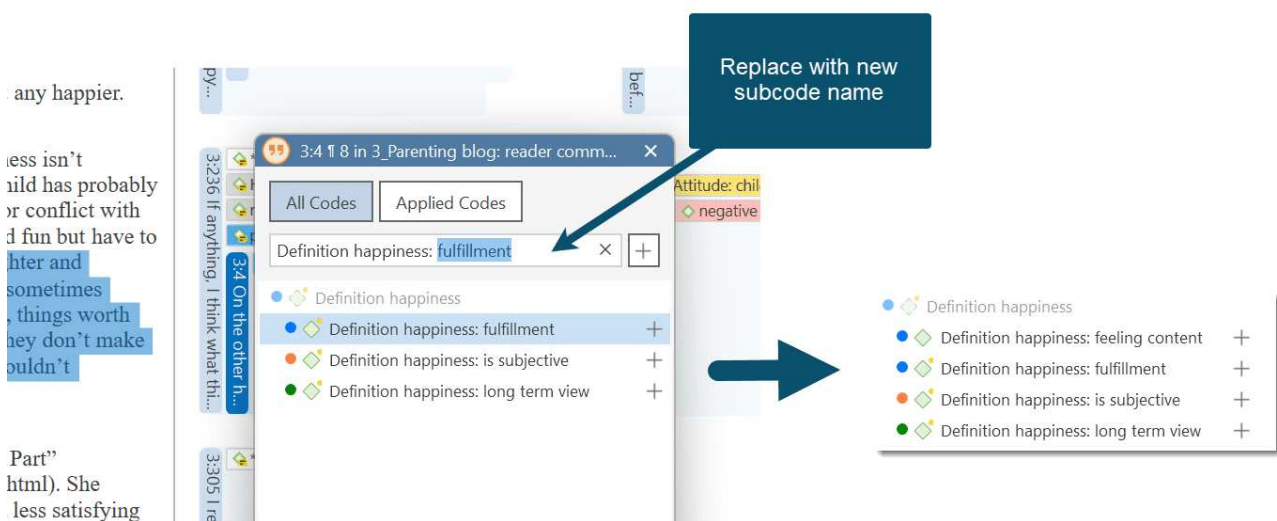 any happier.
ess isn't
hild has probably
or conflict with
d fun but have to
ghter and
sometimes
, things worth
hey don't make
ouldn't
Part"
html). She
less satisfying
py...
3:236 If anything, I think what thi...
3:4 On the other h...
3:305 I re
bef...
Attitude: chil
negative
Replace with new
subcode name
3:4 ¶ 8 in 3_Parenting blog: reader comm...
All Codes
Applied Codes
Definition happiness: fulfillment
Definition happiness
Definition happiness: fulfillment
Definition happiness: is subjective
Definition happiness: long term view
Definition happiness
Definition happiness: feeling content
Definition happiness: fulfillment
Definition happiness: is subjective
Definition happiness: long term view